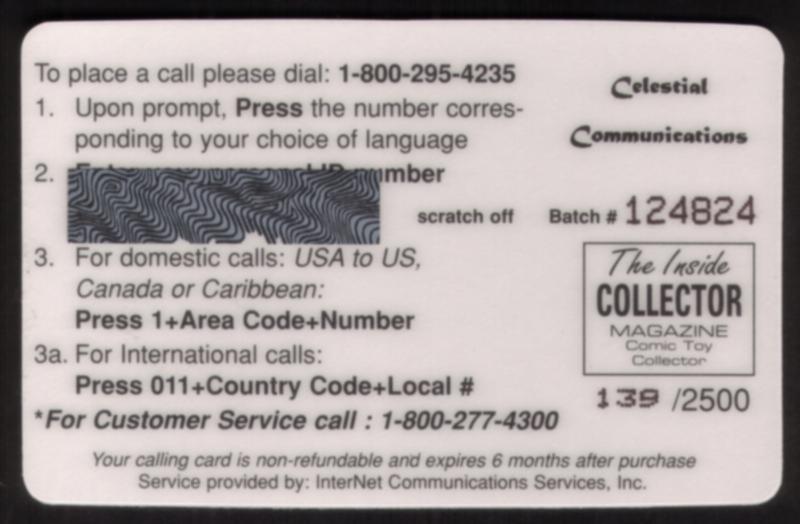 To place a call please dial: 1-800-295-4235
1. Upon prompt, Press the number corres-
ponding to your choice of language
2. number
scratch off
3. For domestic calls: USA to US,
Canada or Caribbean:
Press 1+Area Code+Number
3a. For International calls:
Press 011+Country Code+Local #
*For Customer Service call : 1-800-277-4300
Celestial
Communications
Batch # 124824
The Inside
COLLECTOR
MAGAZINE
Comic Toy
Collector
139 /2500
Your calling card is non-refundable and expires 6 months after purchase
Service provided by: InterNet Communications Services, Inc.